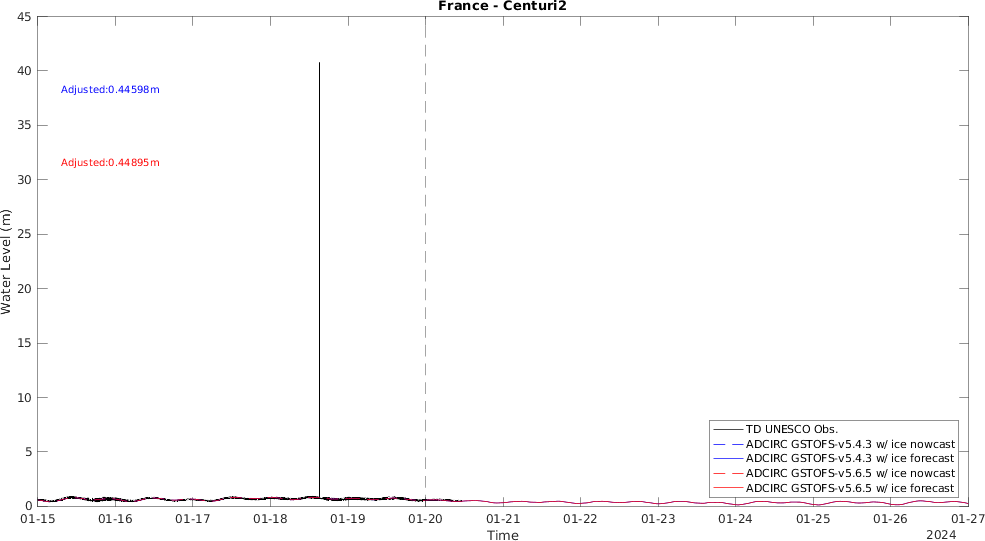 France - Centuri2
45
40
35
30
25
20
15
10
5
0
Water Level (m)
Adjusted:0.44598m
Adjusted:0.44895m
TD UNESCO Obs.
ADCIRC GSTOFS-v5.4.3 w/ ice nowcast
ADCIRC GSTOFS-v5.4.3 w/ ice forecast
ADCIRC GSTOFS-v5.6.5 w/ ice nowcast
ADCIRC GSTOFS-v5.6.5 w/ ice forecast
01-15 01-16 01-17 01-18 01-19 01-20 01-21 01-22 01-23 01-24 01-25 01-26 01-27
Time
2024